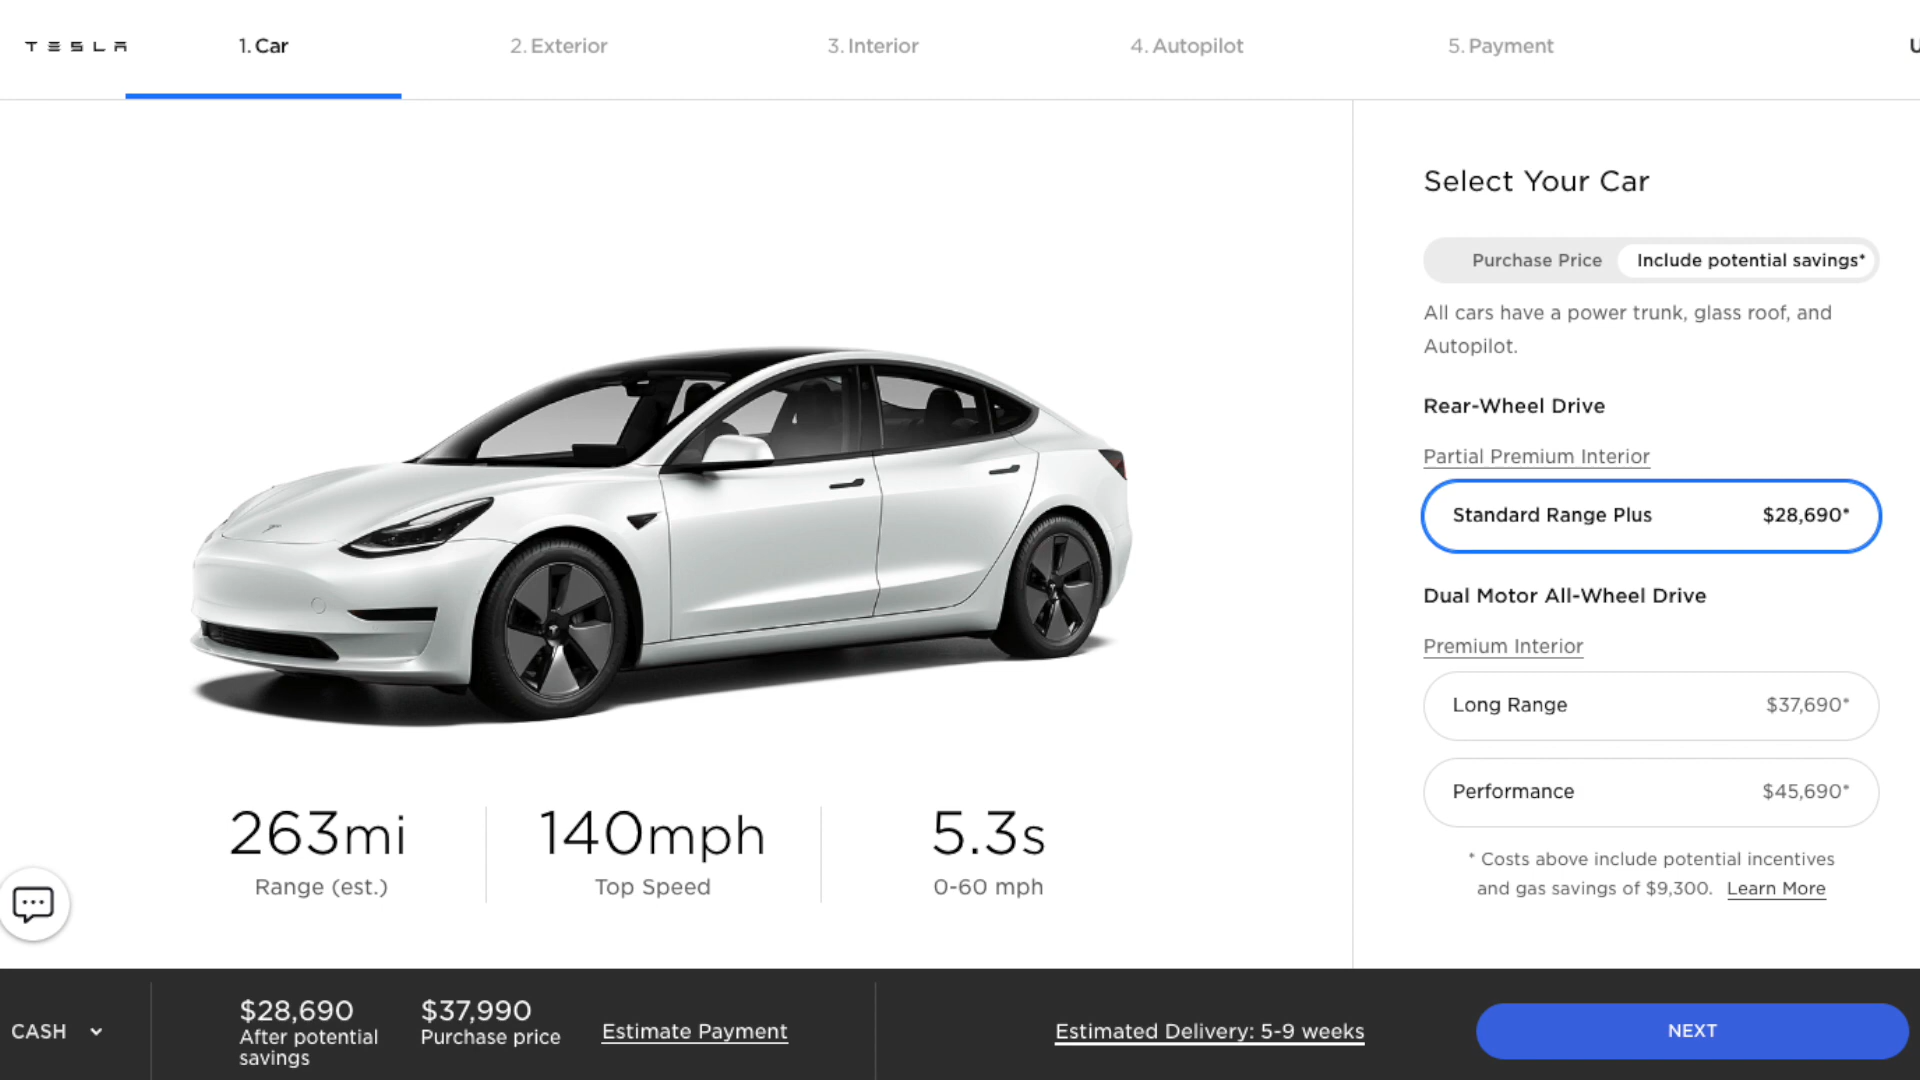 TESLA
1. Car
2. Exterior
3. Interior
4. Autopilot
5. Payment
Select Your Car
Purchase Price
Include potential savings*
All cars have a power trunk, glass roof, and
Autopilot.
Rear-Wheel Drive
Partial Premium Interior
Standard Range Plus $28,690*
Dual Motor All-Wheel Drive
Premium Interior
Long Range $37,690*
Performance $45,690*
* Costs above include potential incentives
and gas savings of $9,300. Learn More
263mi
Range (est.)
140mph
Top Speed
5.3s
0-60 mph
CASH
$28,690
After potential
savings
$37,990
Purchase price
Estimate Payment
Estimated Delivery: 5-9 weeks
NEXT